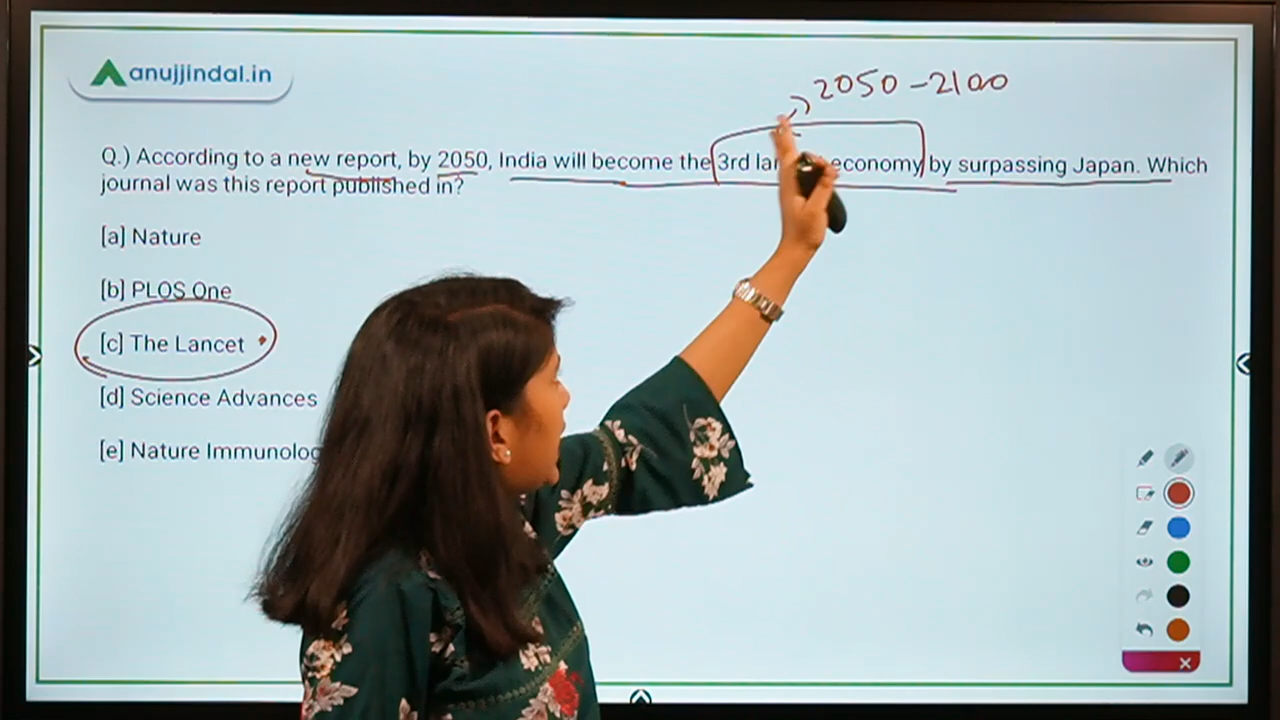 anujjindal.in
2050-2100
Q.) According to a new report, by 2050, India will become the 3rd economy by surpassing Japan. Which
journal was this report published in?
[a] Nature
[b] PLOS One
[c] The Lancet
[d] Science Advances
[e] Nature